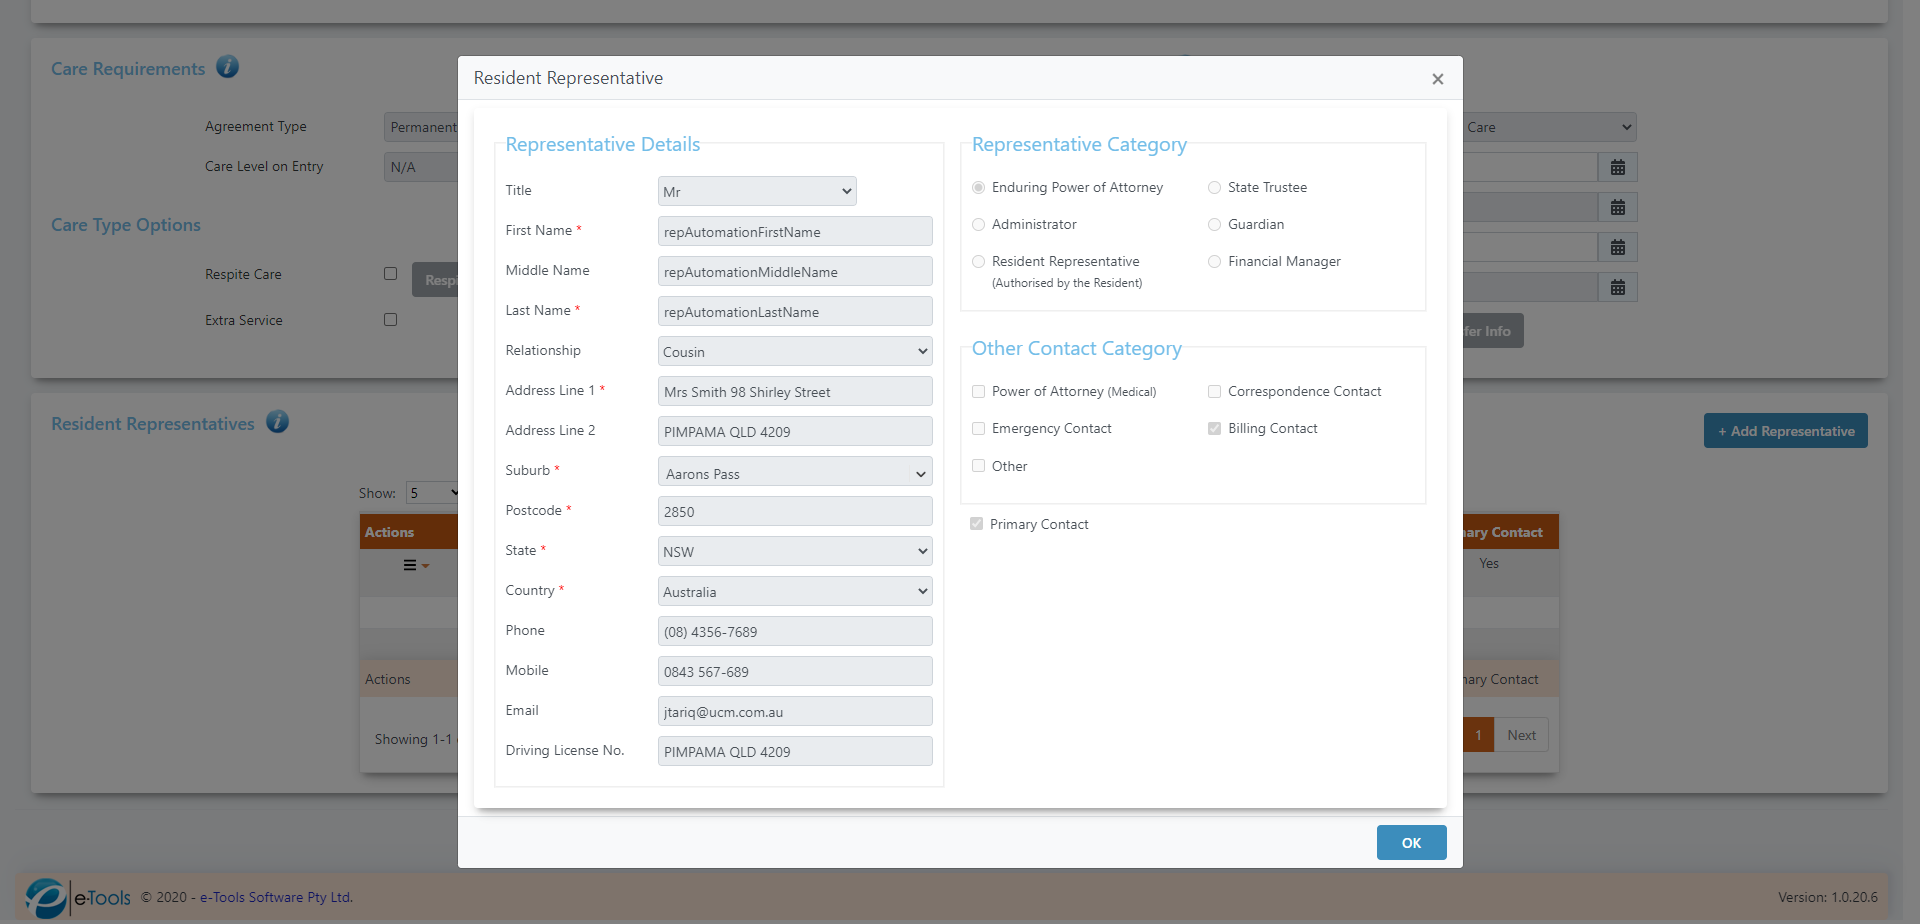 Care Requirements
Agreement Type Permanent
Care Level on Entry N/A
Care Type Options
Respite Care
Extra Service
Resident Representatives
Show: 5
Actions
Actions
Showing 1-1
Resident Representative ×
Representative Details
Title Mr
First Name * repAutomationFirstName
Middle Name repAutomationMiddleName
Last Name * repAutomationLastName
Relationship Cousin
Address Line 1 * Mrs Smith 98 Shirley Street
Address Line 2 PIMPAMA QLD 4209
Suburb * Aarons Pass
Postcode * 2850
State * NSW
Country * Australia
Phone (08) 4356-7689
Mobile 0843 567-689
Email jtariq@ucm.com.au
Driving License No. PIMPAMA QLD 4209
Representative Category
Enduring Power of Attorney State Trustee
Administrator Guardian
Resident Representative Financial Manager
(Authorised by the Resident)
Other Contact Category
Power of Attorney (Medical) Correspondence Contact
Emergency Contact Billing Contact
Other
Primary Contact
OK
Care
Info
+ Add Representative
Contact
Yes
Contact
1 Next
e-Tools © 2020 - e-Tools Software Pty Ltd.
Version: 1.0.20.6